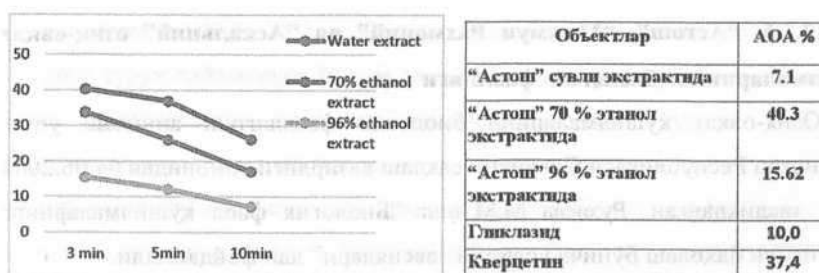 50
40
30
20
10
0
3 min
5min
10min
Water extract
70% ethanol
extract
96% ethanol
extract
Объектлар
АОА %
“Астош” сувли экстрактида
7.1
“Астош” 70 % этанол
экстрактида
40.3
“Астош” 96 % этанол
экстрактида
15.62
Гликлазид
10,0
Кверцетин
37,4